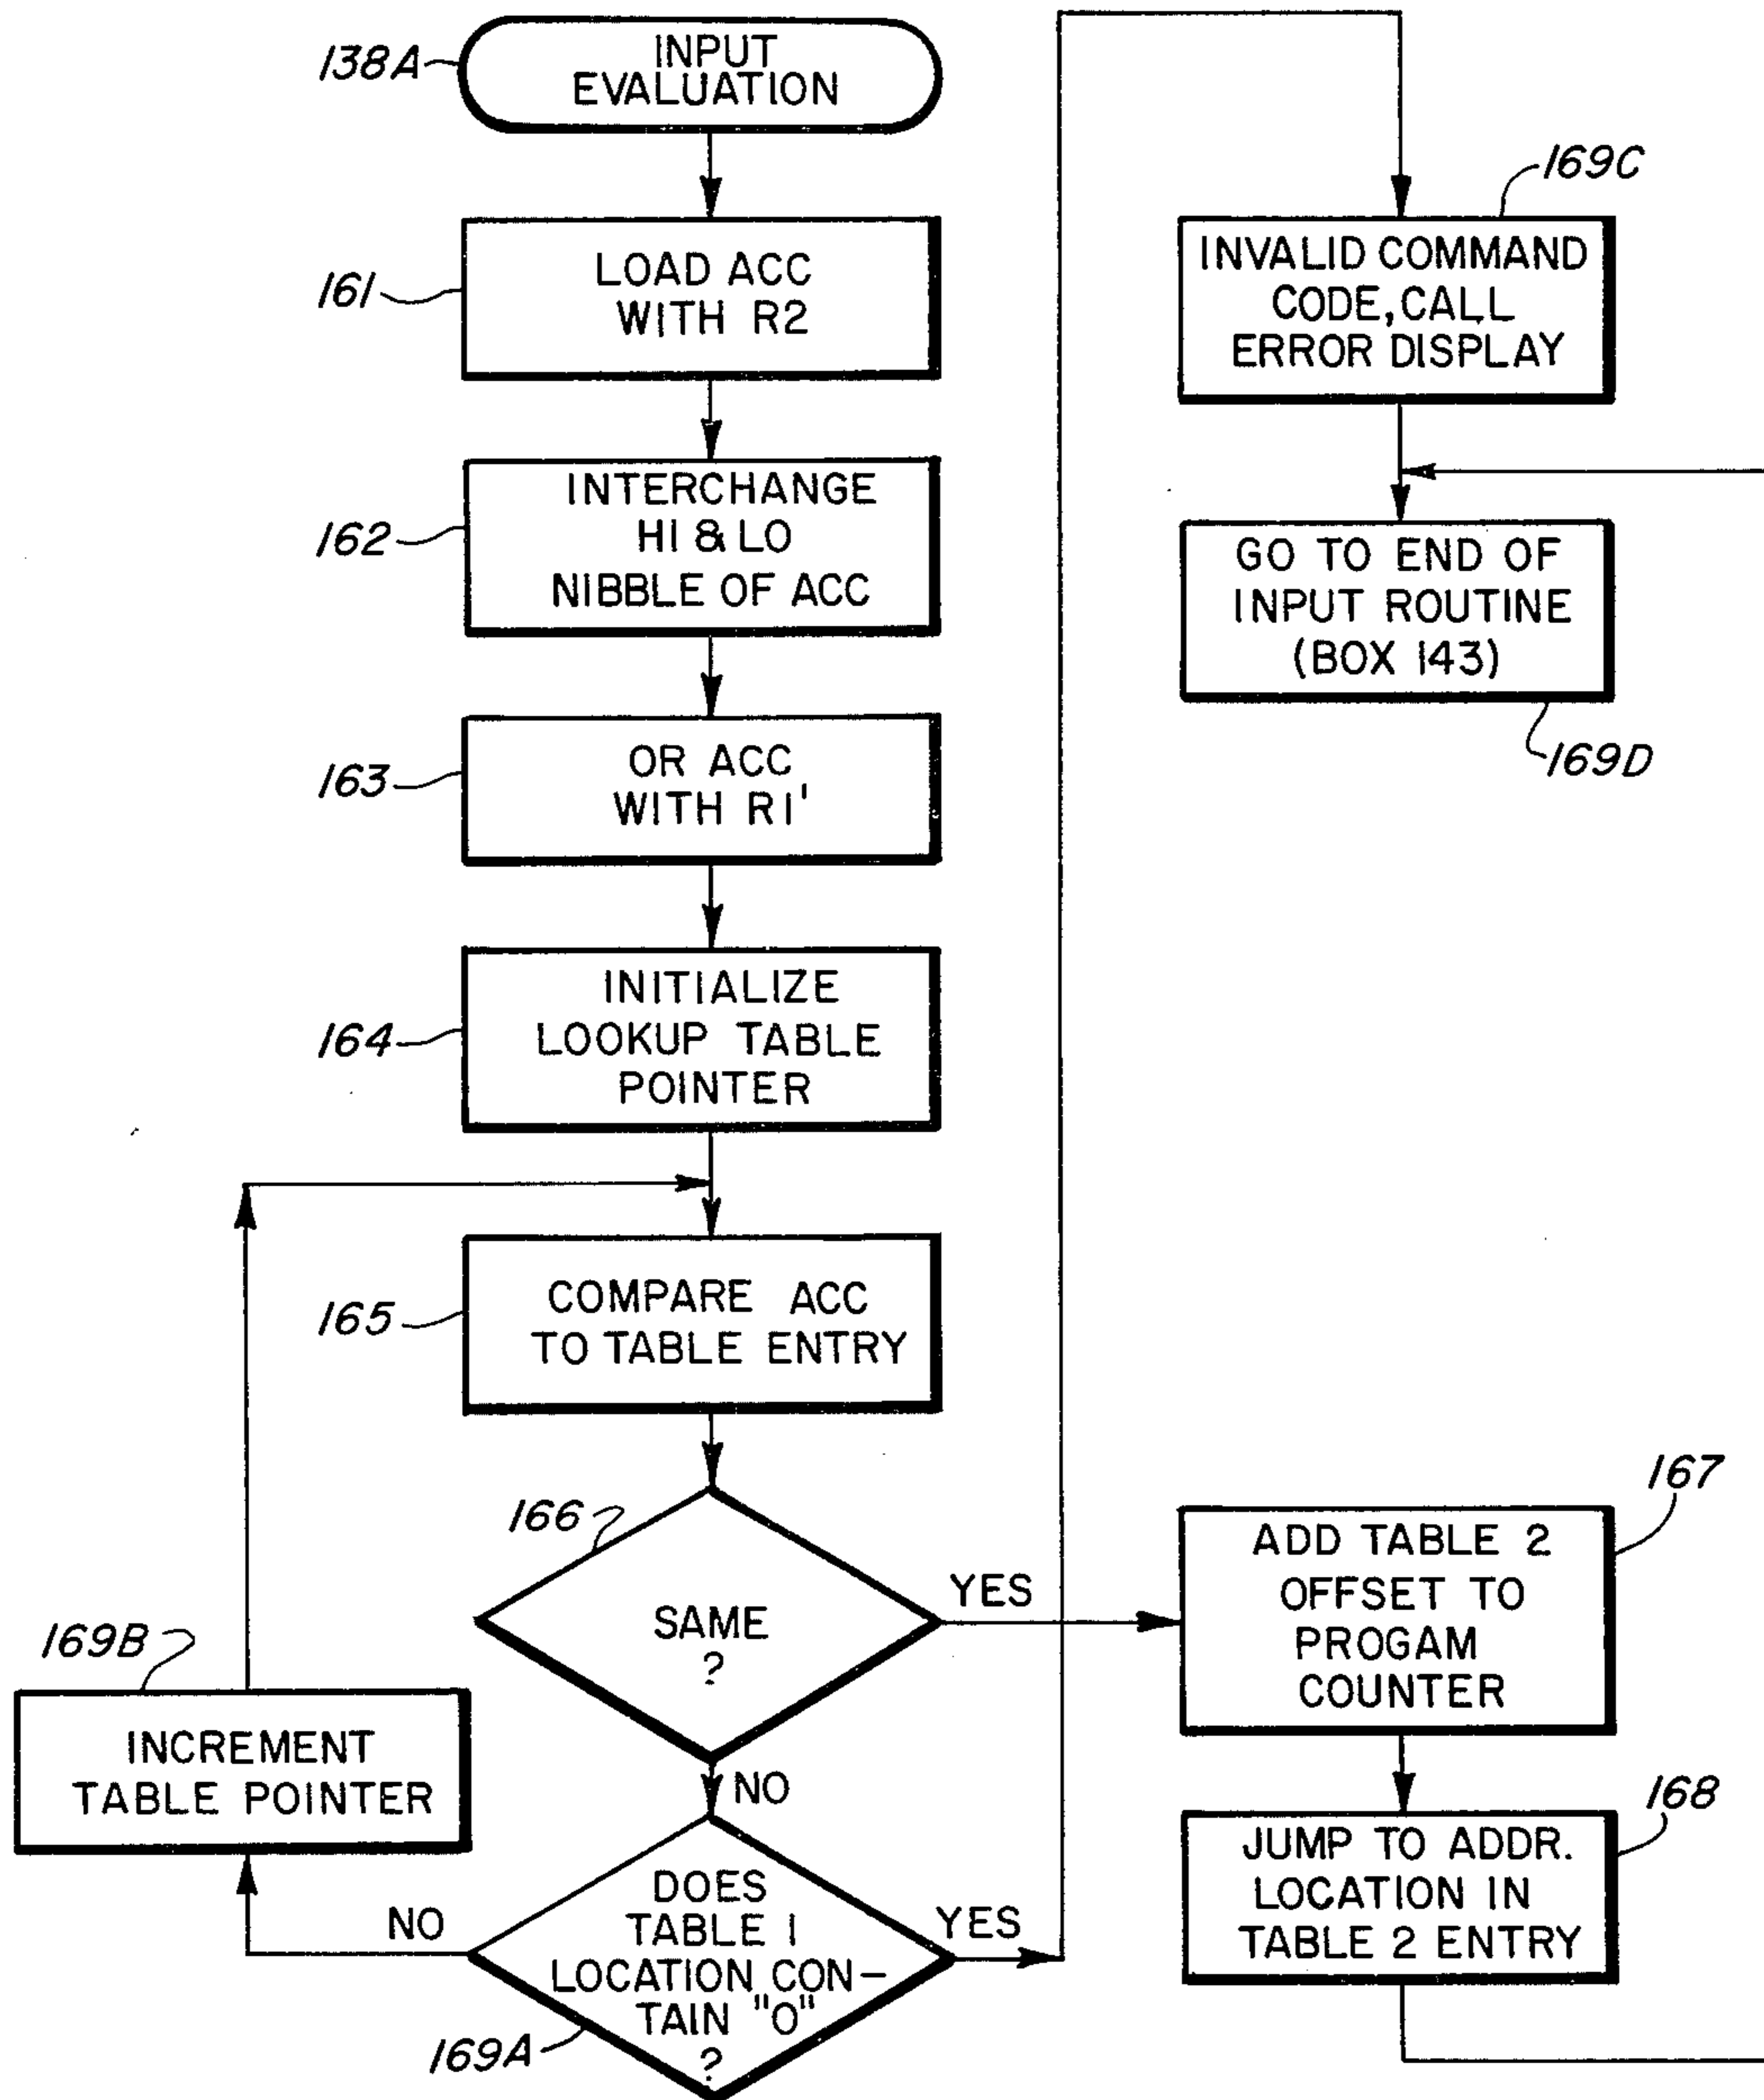 138A
INPUT
EVALUATION
161
LOAD ACC
WITH R2
162
INTERCHANGE
HI & LO
NIBBLE OF ACC
163
OR ACC
WITH R1'
164
INITIALIZE
LOOKUP TABLE
POINTER
165
COMPARE ACC
TO TABLE ENTRY
166
SAME
?
YES
NO
169B
INCREMENT
TABLE POINTER
NO
DOES
TABLE 1
LOCATION CON-
TAIN "0"
?
YES
169A
169C
INVALID COMMAND
CODE, CALL
ERROR DISPLAY
GO TO END OF
INPUT ROUTINE
(BOX 143)
169D
167
ADD TABLE 2
OFFSET TO
PROGAM
COUNTER
168
JUMP TO ADDR.
LOCATION IN
TABLE 2 ENTRY